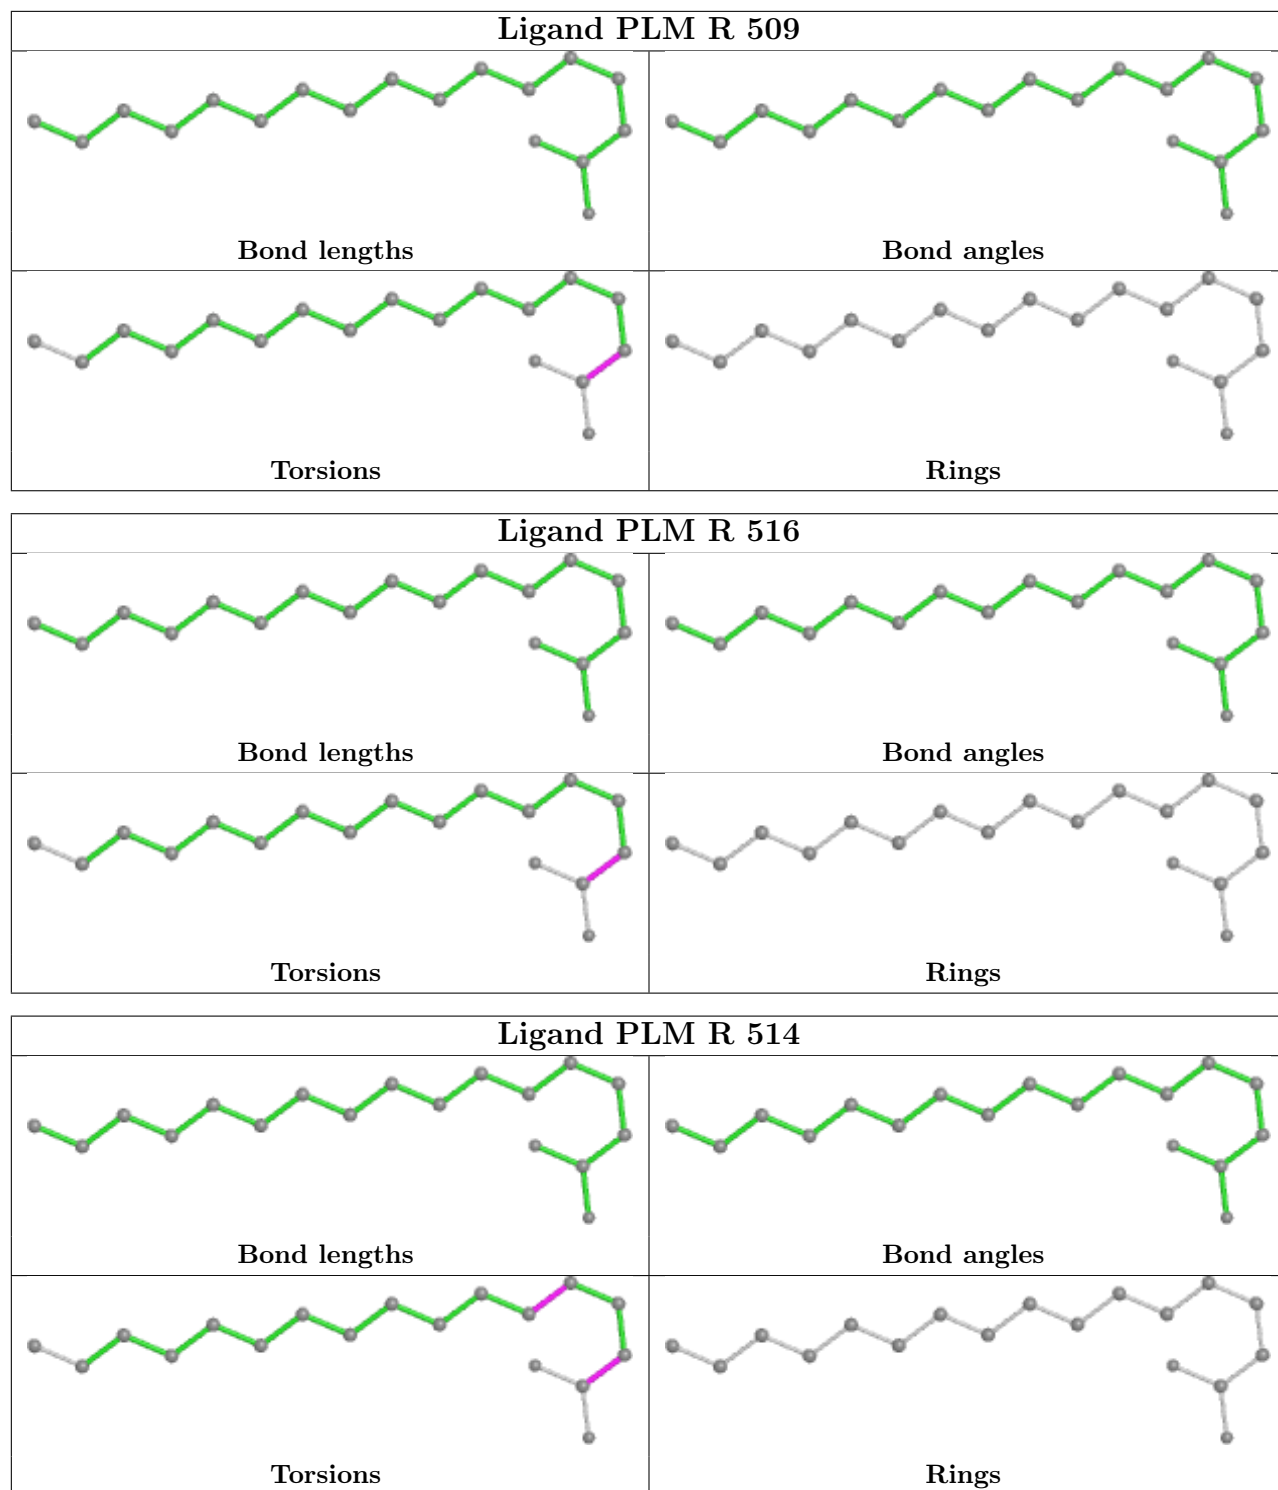 Ligand PLM R 509
Bond lengths
Bond angles
Torsions
Rings
Ligand PLM R 516
Bond lengths
Bond angles
Torsions
Rings
Ligand PLM R 514
Bond lengths
Bond angles
Torsions
Rings